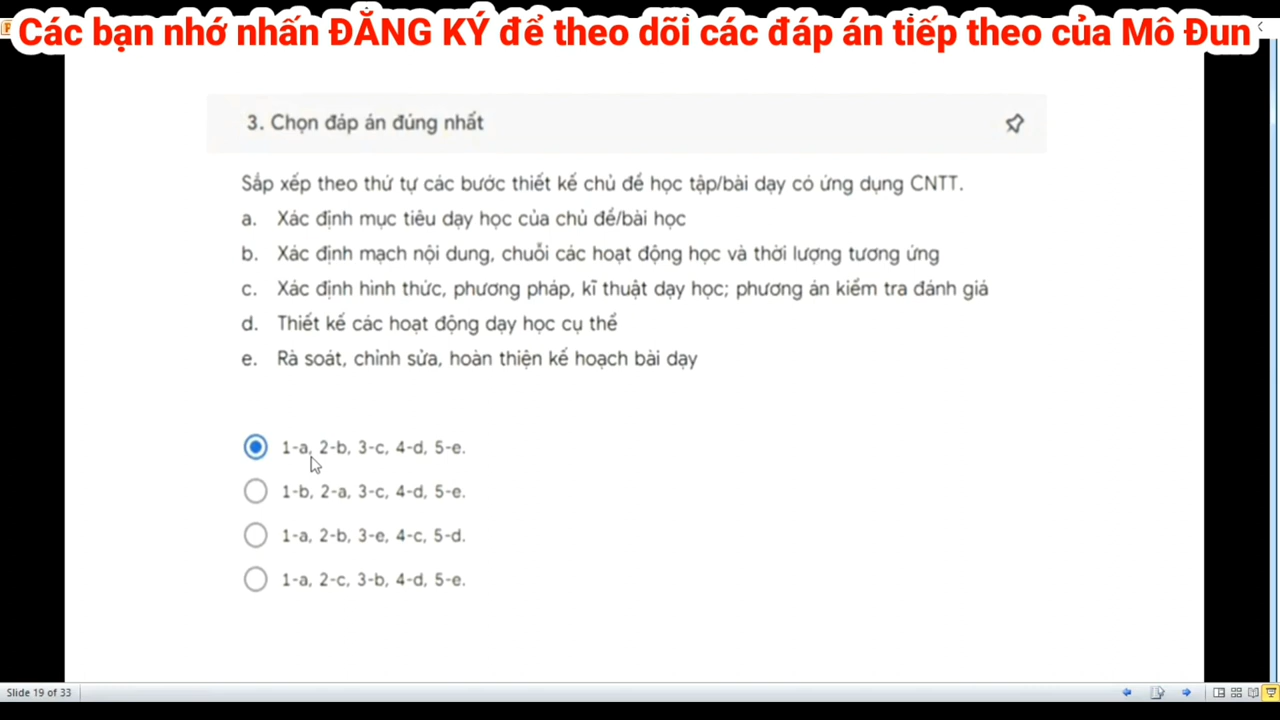 Các bạn nhớ nhấn ĐĂNG KÝ để theo dõi các đáp án tiếp theo của Mô Đun
3. Chọn đáp án đúng nhất
Sắp xếp theo thứ tự các bước thiết kế chủ đề học tập/bài dạy có ứng dụng CNTT.
a. Xác định mục tiêu dạy học của chủ đề/bài học
b. Xác định mạch nội dung, chuỗi các hoạt động học và thời lượng tương ứng
c. Xác định hình thức, phương pháp, kĩ thuật dạy học; phương án kiểm tra đánh giá
d. Thiết kế các hoạt động dạy học cụ thể
e. Rà soát, chỉnh sửa, hoàn thiện kế hoạch bài dạy
1-a, 2-b, 3-c, 4-d, 5-e.
1-b, 2-a, 3-c, 4-d, 5-e.
1-a, 2-b, 3-e, 4-c, 5-d.
1-a, 2-c, 3-b, 4-d, 5-e.
Slide 19 of 33